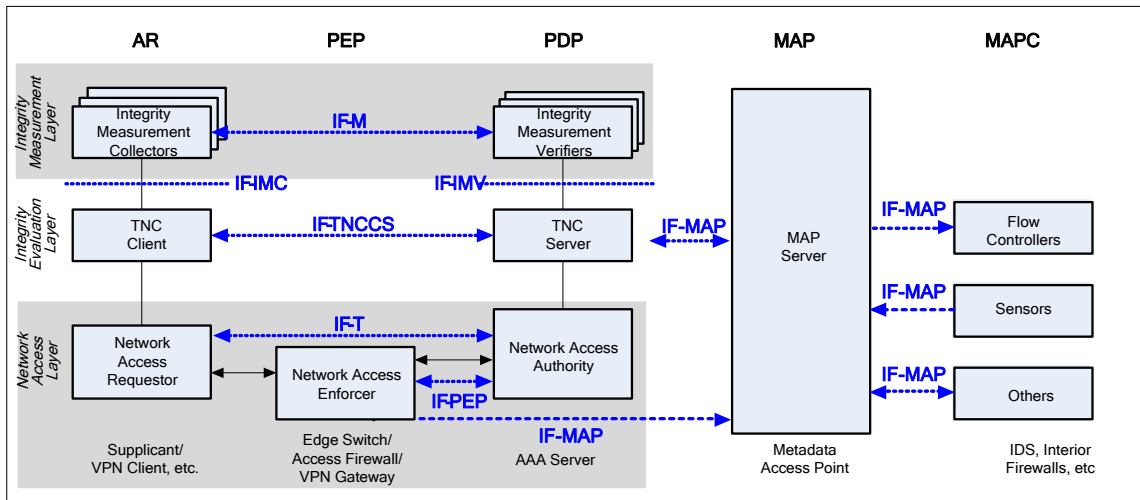 AR
PEP
PDP
MAP
MAPC
Integrity
Measurement
Layer
Integrity
Measurement
Collectors
IF-M
Integrity
Measurement
Verifiers
IF-IMC
IF-IMV
Integrity
Evaluation
Layer
TNC
Client
IF-TNCCS
TNC
Server
IF-MAP
MAP
Server
IF-MAP
Flow
Controllers
IF-MAP
Sensors
IF-MAP
Others
Network
Access
Layer
Network
Access
Requestor
IF-T
Network Access
Enforcer
Network Access
Authority
IF-PEP
IF-MAP
Supplicant/
VPN Client, etc.
Edge Switch/
Access Firewall/
VPN Gateway
AAA Server
Metadata
Access Point
IDS, Interior
Firewalls, etc